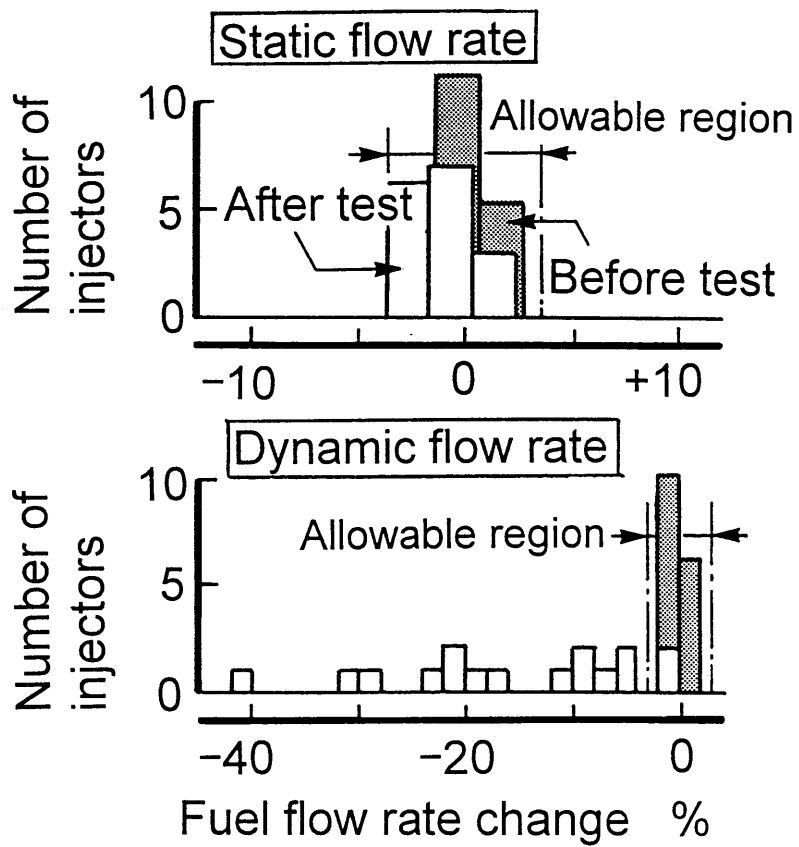 Static flow rate
Number of
injectors
10
5
0
Allowable region
After test
Before test
−10
0
+10
Dynamic flow rate
Number of
injectors
10
5
0
Allowable region
−40
−20
0
Fuel flow rate change %